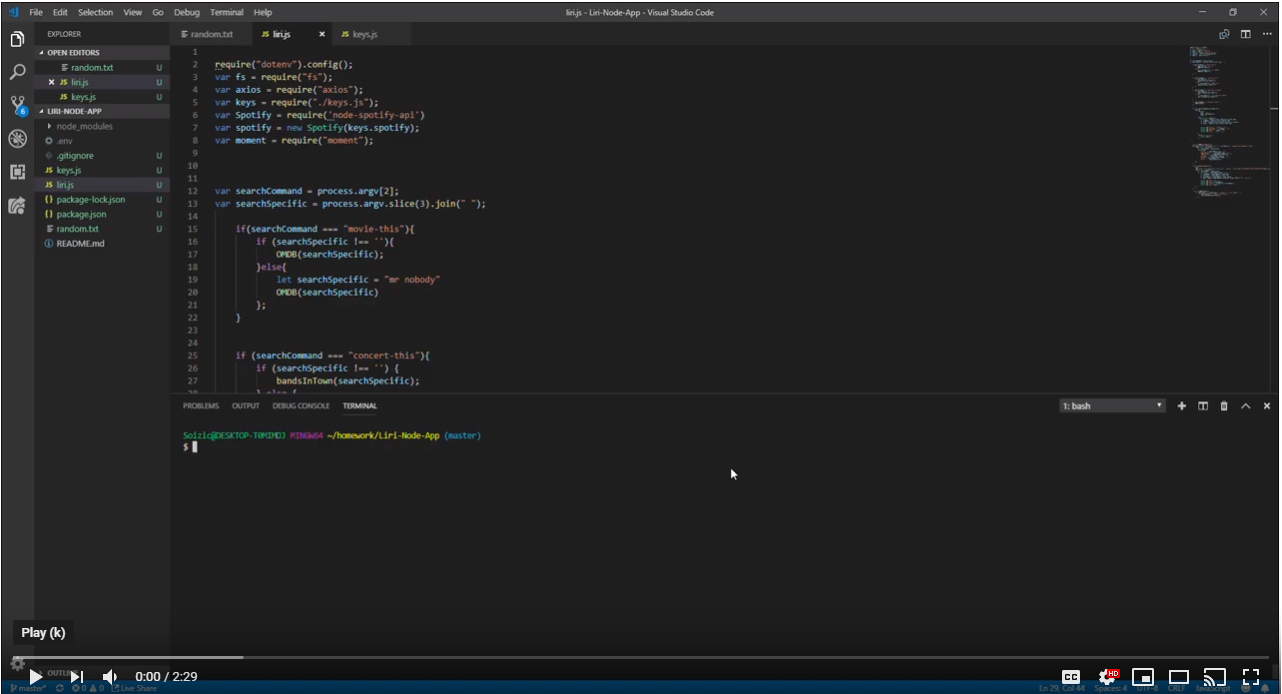 File Edit Selection View Go Debug Terminal Help
liri.js - Liri-Node-App - Visual Studio Code
EXPLORER
OPEN EDITORS
random.txt U
JS liri.js U
JS keys.js U
LIRI-NODE-APP
node_modules
.env
.gitignore U
JS keys.js U
JS liri.js U
{} package-lock.json U
{} package.json U
random.txt U
README.md
6
random.txt JS liri.js JS keys.js
1
2 require("dotenv").config();
3 var fs = require("fs");
4 var axios = require("axios");
5 var keys = require("./keys.js");
6 var Spotify = require('node-spotify-api')
7 var spotify = new Spotify(keys.spotify);
8 var moment = require("moment");
9
10
11
12 var searchCommand = process.argv[2];
13 var searchSpecific = process.argv.slice(3).join(" ");
14
15 if(searchCommand === "movie-this"){
16 if (searchSpecific !== ''){
17 OMDB(searchSpecific);
18 }else{
19 let searchSpecific = "mr nobody"
20 OMDB(searchSpecific)
21 };
22 }
23
24
25 if (searchCommand === "concert-this"){
26 if (searchSpecific !== '') {
27 bandsInTown(searchSpecific);
28 } else {
PROBLEMS OUTPUT DEBUG CONSOLE TERMINAL
1: bash
Soizic@DESKTOP-T0MIMDJ MINGW64 ~/homework/Liri-Node-App (master)
$
Play (k)
OUTLINE
0:00 / 2:29
CC HD
master* 0 0 Live Share
Ln 29, Col 44 Spaces: 4 UTF-8 CRLF JavaScript